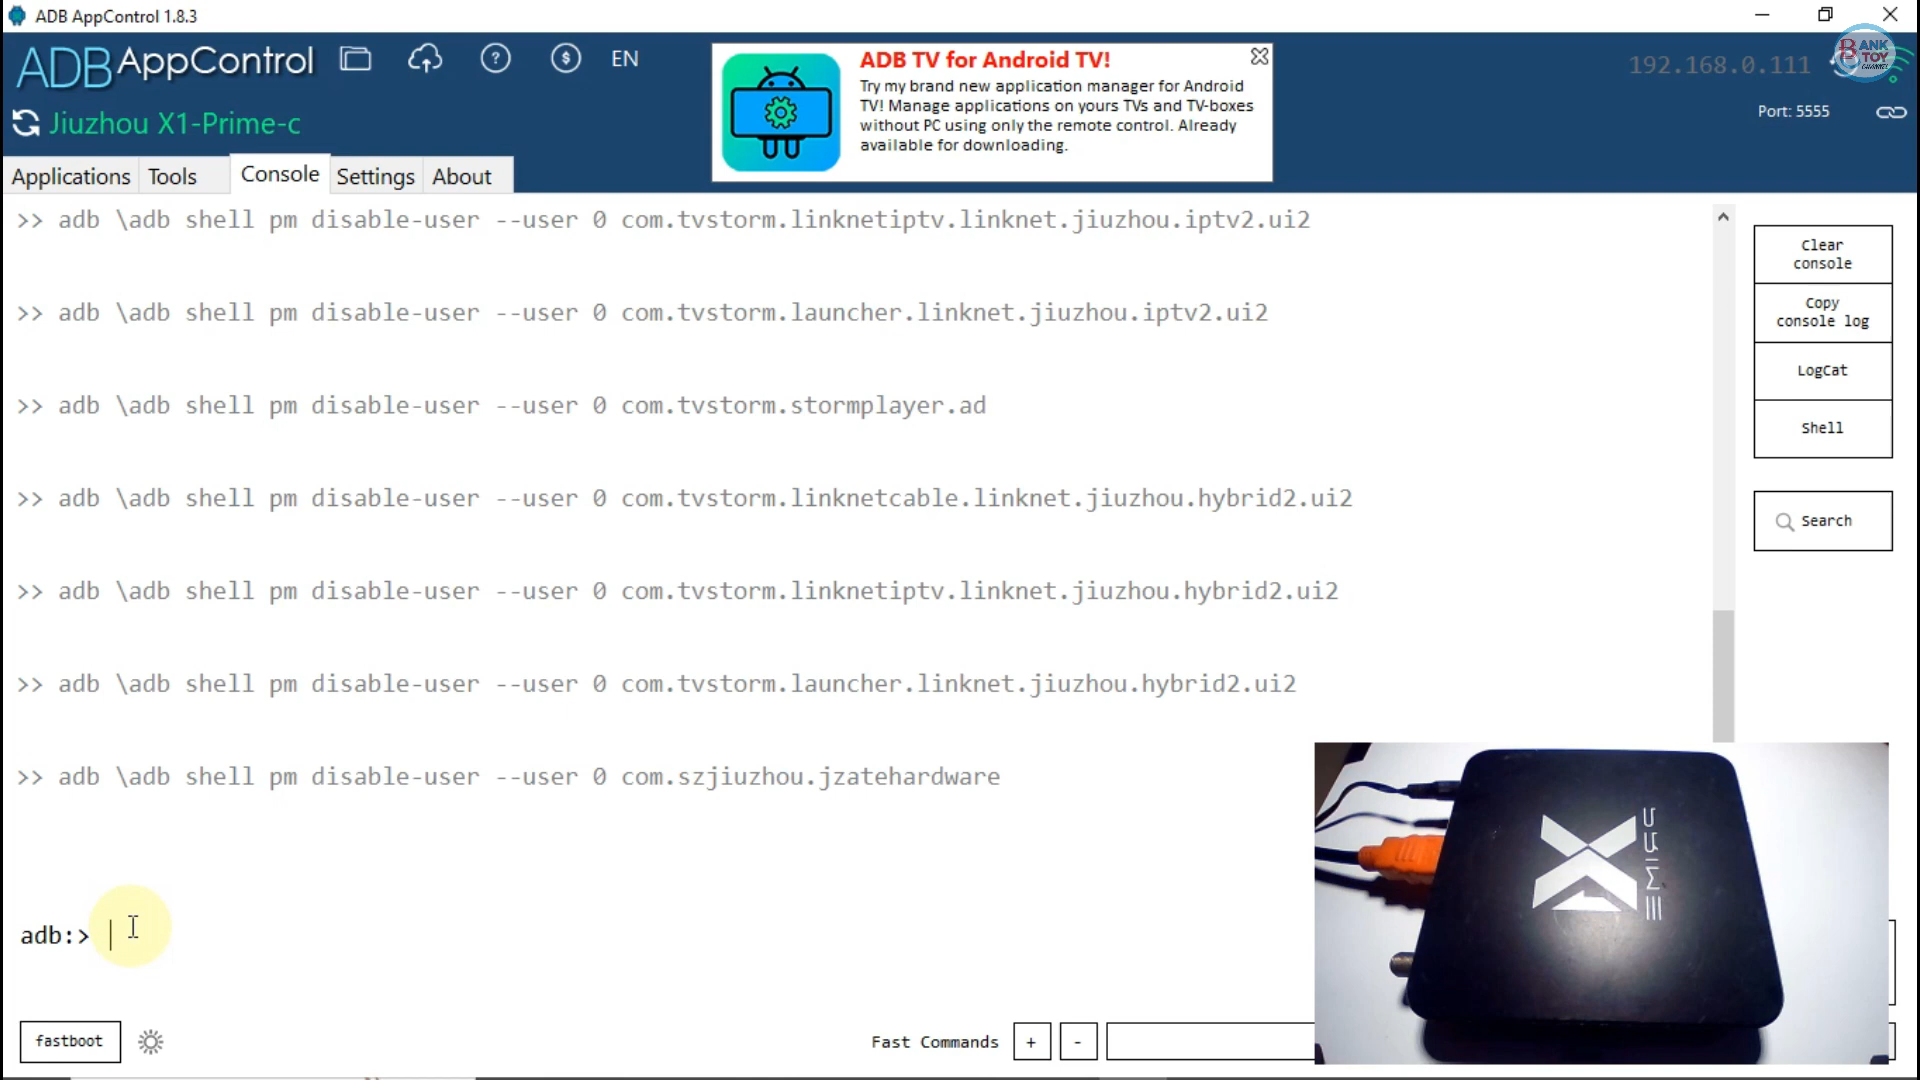 ADB AppControl 1.8.3
ADB AppControl
EN
Jiuzhou X1-Prime-c
ADB TV for Android TV!
Try my brand new application manager for Android
TV! Manage applications on yours TVs and TV-boxes
without PC using only the remote control. Already
available for downloading.
192.168.0.111
BANK
TOY
CHANNEL
Port: 5555
Applications
Tools
Console
Settings
About
>> adb \adb shell pm disable-user --user 0 com.tvstorm.linknetiptv.linknet.jiuzhou.iptv2.ui2
>> adb \adb shell pm disable-user --user 0 com.tvstorm.launcher.linknet.jiuzhou.iptv2.ui2
>> adb \adb shell pm disable-user --user 0 com.tvstorm.stormplayer.ad
>> adb \adb shell pm disable-user --user 0 com.tvstorm.linknetcable.linknet.jiuzhou.hybrid2.ui2
>> adb \adb shell pm disable-user --user 0 com.tvstorm.linknetiptv.linknet.jiuzhou.hybrid2.ui2
>> adb \adb shell pm disable-user --user 0 com.tvstorm.launcher.linknet.jiuzhou.hybrid2.ui2
>> adb \adb shell pm disable-user --user 0 com.szjiuzhou.jzatehardware
adb:>
Clear
console
Copy
console log
LogCat
Shell
Search
fastboot
Fast Commands
+
-
X1
PRIME